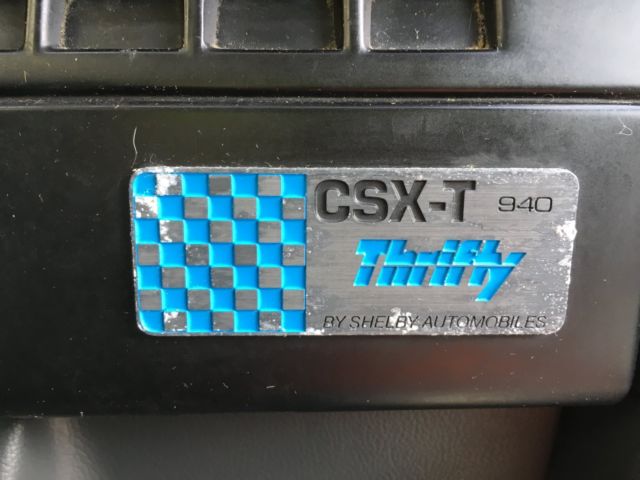 CSX-T 940
Thrifty
BY SHELBY AUTOMOBILES